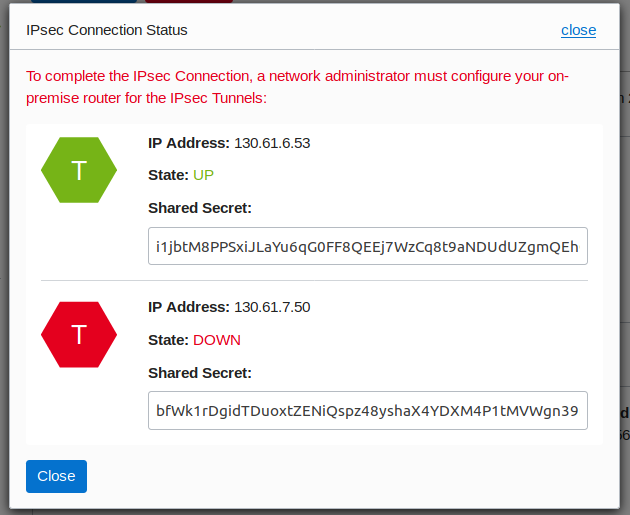 IPsec Connection Status
close
To complete the IPsec Connection, a network administrator must configure your on-
premise router for the IPsec Tunnels:
T
IP Address: 130.61.6.53
State: UP
Shared Secret:
i1jbtM8PPSxiJLaYu6qG0FF8QEEj7WzCq8t9aNDUdUZgmQEh
T
IP Address: 130.61.7.50
State: DOWN
Shared Secret:
bfWk1rDgidTDuoxtZENiQspz48yshaX4YDXM4P1tMVWgn39
Close